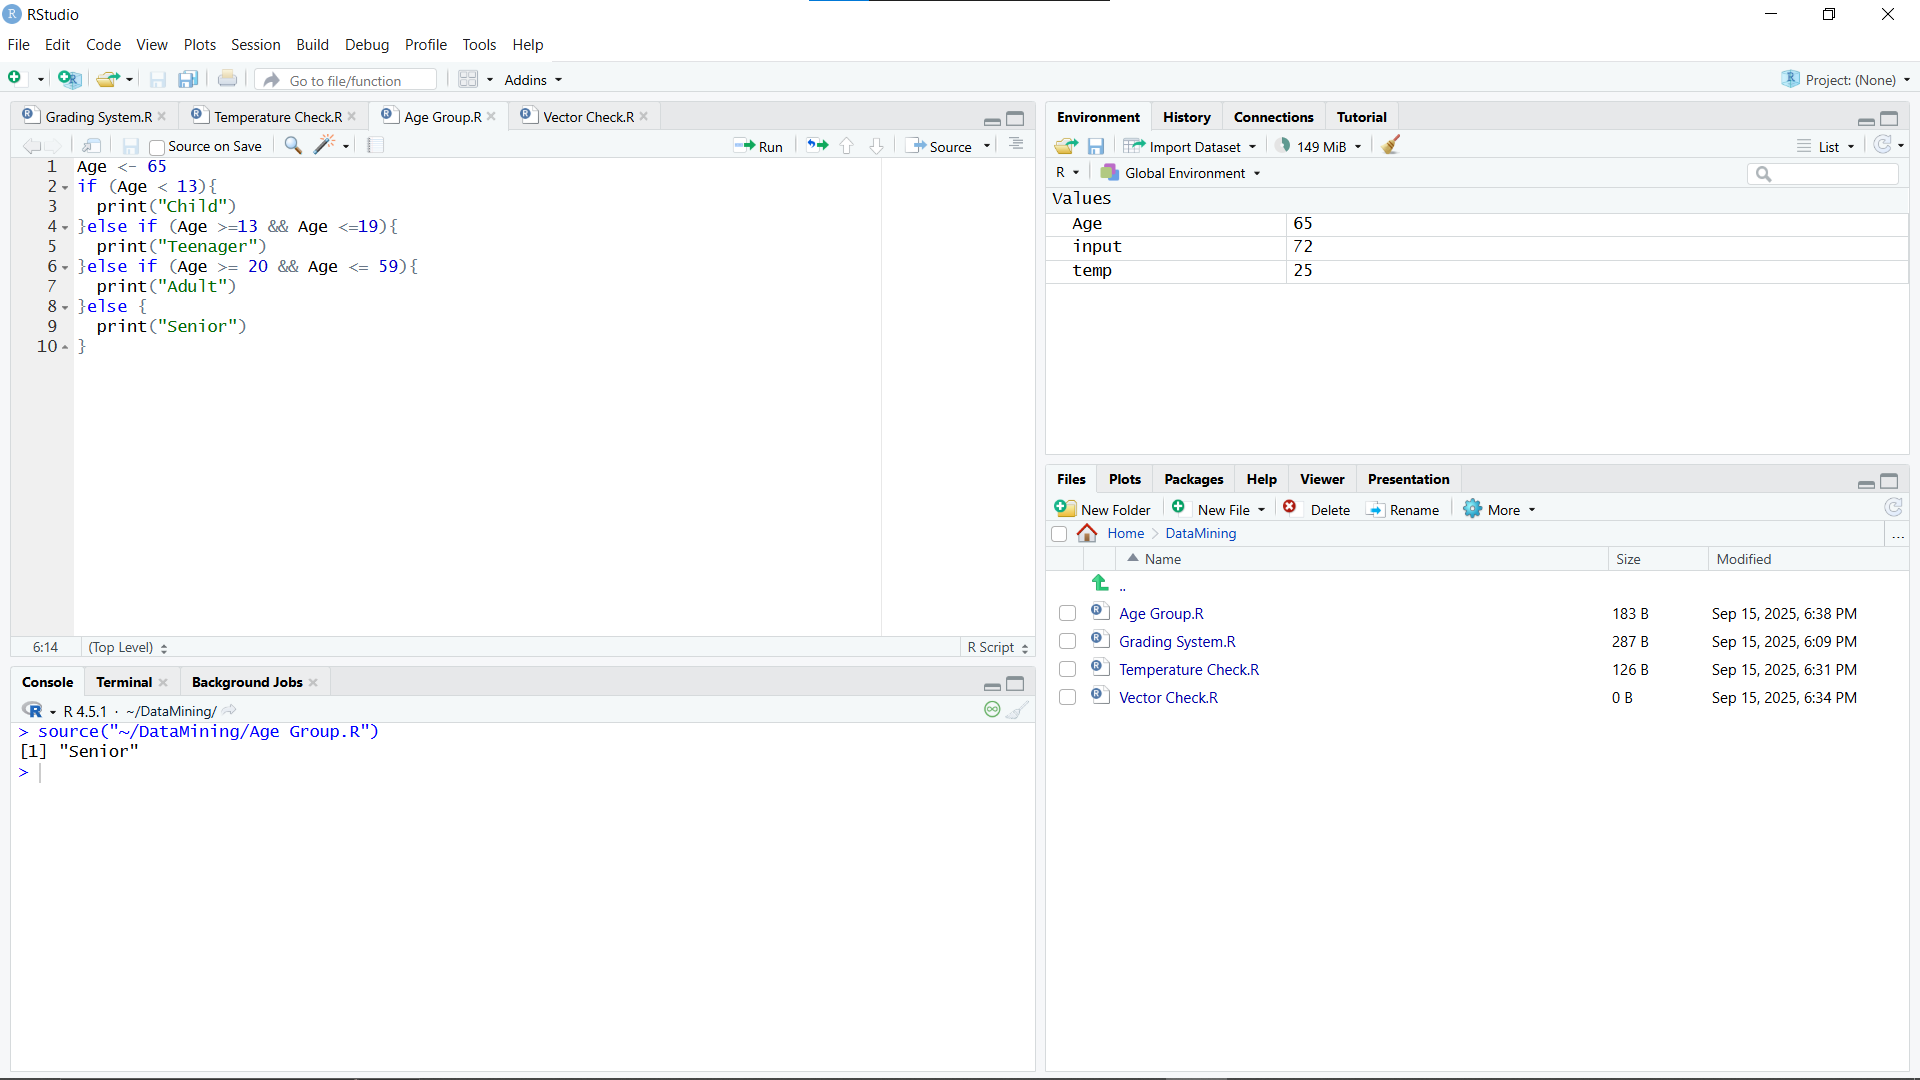 RStudio
File Edit Code View Plots Session Build Debug Profile Tools Help
Go to file/function Addins Project: (None)
Grading System.R Temperature Check.R Age Group.R Vector Check.R
Source on Save Run Source
1 Age <- 65
2 if (Age < 13){
3 print("Child")
4 }else if (Age >=13 && Age <=19){
5 print("Teenager")
6 }else if (Age >= 20 && Age <= 59){
7 print("Adult")
8 }else {
9 print("Senior")
10 }
6:14 (Top Level) R Script
Console Terminal Background Jobs
R 4.5.1 · ~/DataMining/
> source("~/DataMining/Age Group.R")
[1] "Senior"
>
Environment History Connections Tutorial
Import Dataset 149 MiB List
R Global Environment
Values
Age 65
input 72
temp 25
Files Plots Packages Help Viewer Presentation
New Folder New File Delete Rename More
Home DataMining ...
Name Size Modified
..
Age Group.R 183 B Sep 15, 2025, 6:38 PM
Grading System.R 287 B Sep 15, 2025, 6:09 PM
Temperature Check.R 126 B Sep 15, 2025, 6:31 PM
Vector Check.R 0 B Sep 15, 2025, 6:34 PM